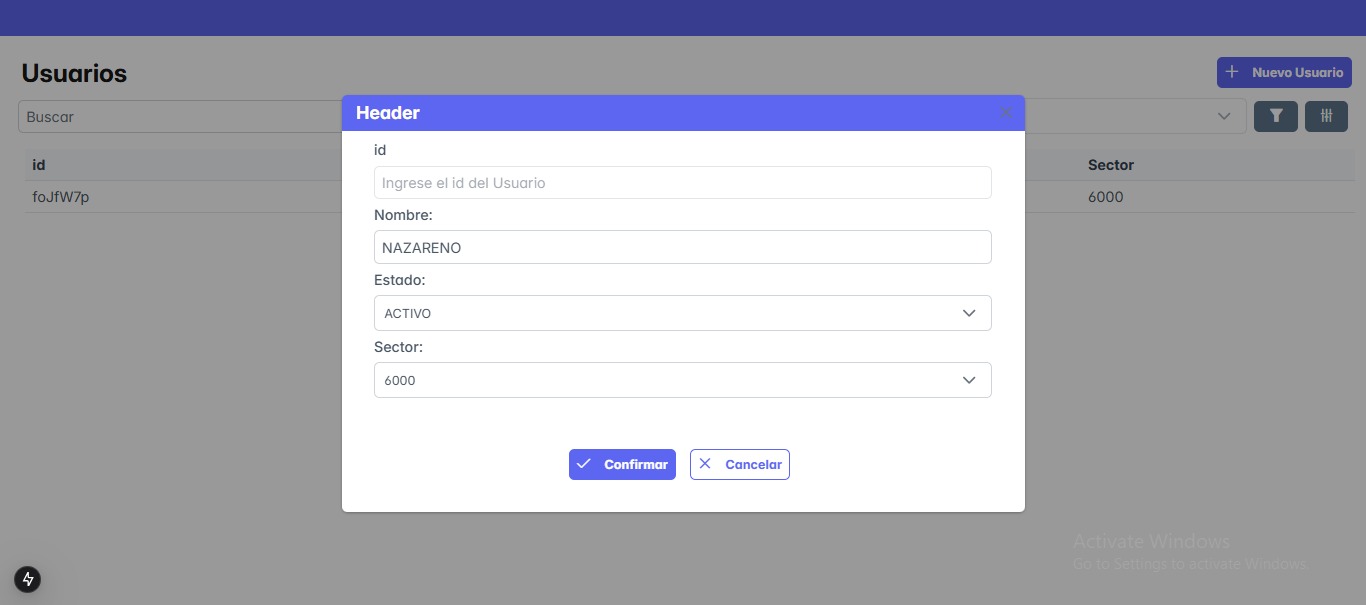 Usuarios
Nuevo Usuario
Buscar
Header
id
Sector
foJfW7p
6000
id
Ingrese el id del Usuario
Nombre:
NAZARENO
Estado:
ACTIVO
Sector:
6000
Confirmar
Cancelar
Activate Windows
Go to Settings to activate Windows.